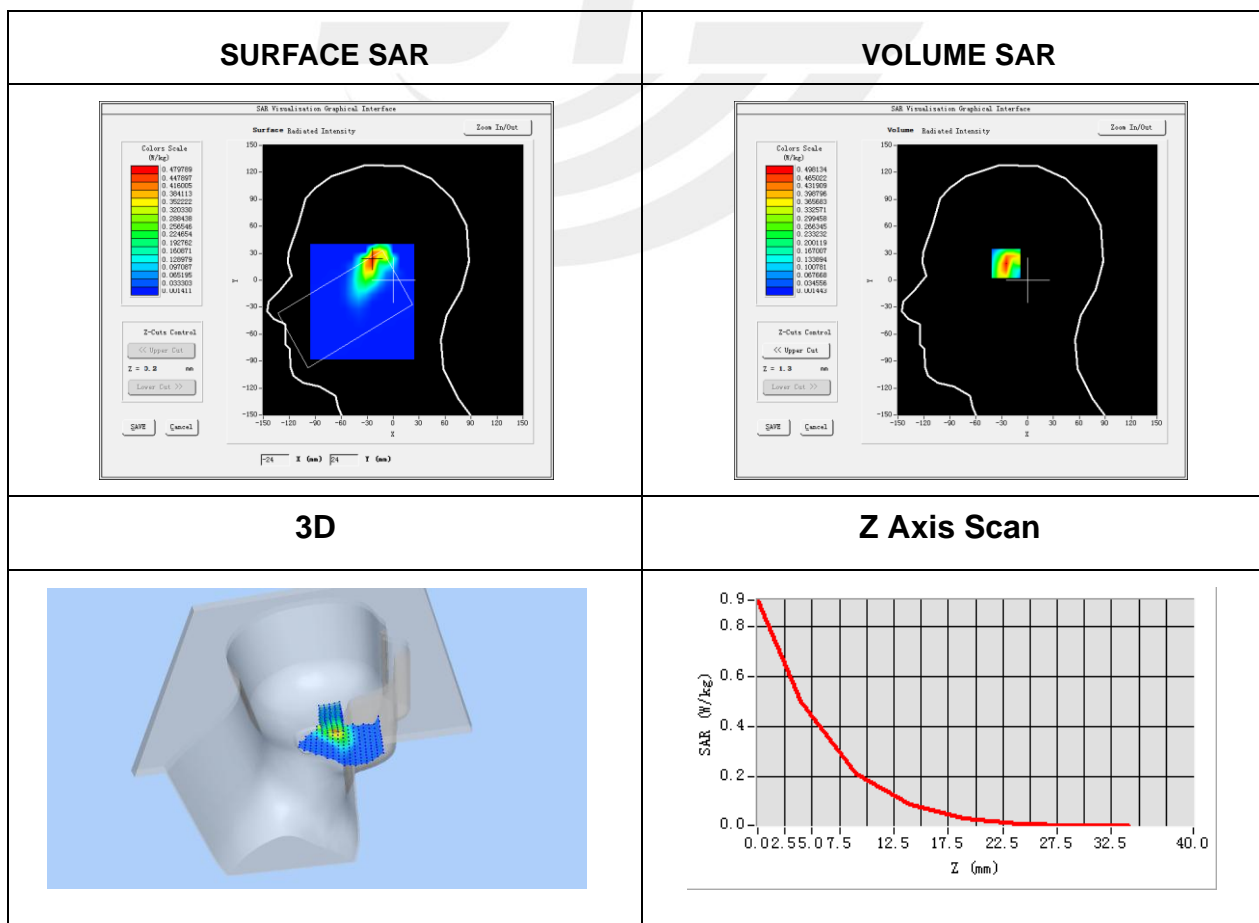 SURFACE SAR
VOLUME SAR
SAR Visualisation Graphical Interface
Surface Radiated Intensity
Zoom In/Out
Colors Scale
(W/kg)
0.479789
0.447897
0.416005
0.384113
0.352222
0.320330
0.288438
0.256546
0.224654
0.192762
0.160871
0.128979
0.097087
0.065195
0.033303
0.001411
Z-Cuts Control
<< Upper Cut
Z = 3.2 mm
Lower Cut >>
SAVE Cancel
150
120
90
60
30
0
-30
-60
-90
-120
-150
Y
-150 -120 -90 -60 -30 0 30 60 90 120 150
X
-24 X (mm) 24 Y (mm)
SAR Visualisation Graphical Interface
Volume Radiated Intensity
Zoom In/Out
Colors Scale
(W/kg)
0.498134
0.465022
0.431909
0.398796
0.365683
0.332571
0.299458
0.266345
0.233232
0.200119
0.167007
0.133894
0.100781
0.067668
0.034556
0.001443
Z-Cuts Control
<< Upper Cut
Z = 1.3 mm
Lower Cut >>
SAVE Cancel
150
120
90
60
30
0
-30
-60
-90
-120
-150
Y
-150 -120 -90 -60 -30 0 30 60 90 120 150
X
3D
Z Axis Scan
0.9
0.8
0.6
0.4
0.2
0.0
SAR (W/kg)
0.0 2.5 5.0 7.5 12.5 17.5 22.5 27.5 32.5 40.0
Z (mm)